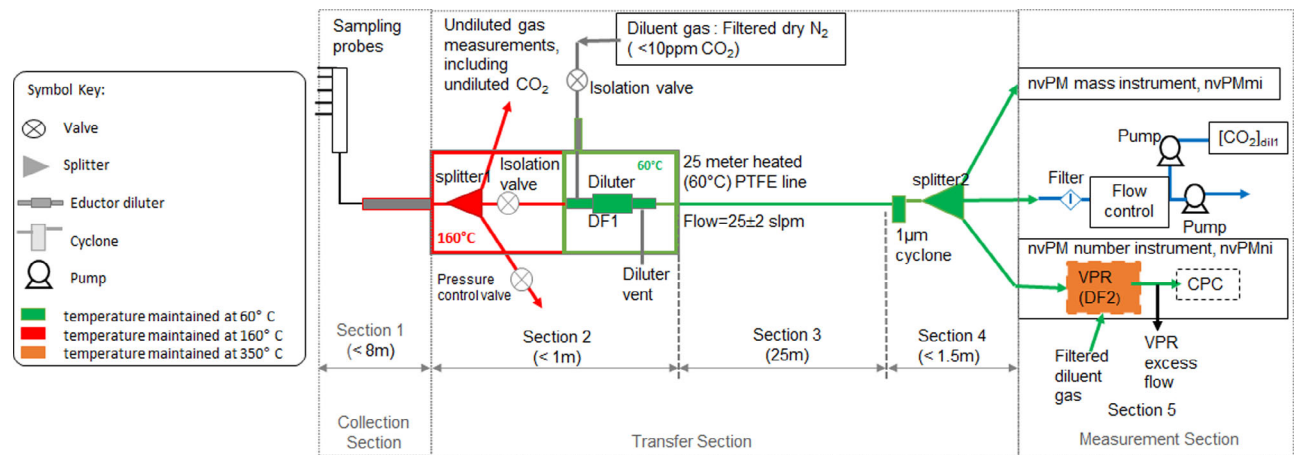 Symbol Key:
Valve
Splitter
Eductor diluter
Cyclone
Pump
temperature maintained at 60° C
temperature maintained at 160° C
temperature maintained at 350° C
Sampling
probes
Undiluted gas
measurements,
including
undiluted CO₂
Diluent gas : Filtered dry N₂
( <10ppm CO₂)
Isolation valve
splitter1
Isolation
valve
160°C
60°C
Diluter
DF1
Pressure
control valve
Diluter
vent
25 meter heated
(60°C) PTFE line
Flow=25±2 slpm
splitter2
1µm
cyclone
nvPM mass instrument, nvPMmi
Pump
[CO₂]dil1
Filter
Flow
control
Pump
nvPM number instrument, nvPMni
VPR
(DF2)
CPC
Filtered
diluent
gas
VPR
excess
flow
Section 1
(< 8m)
Section 2
(< 1m)
Section 3
(25m)
Section 4
(< 1.5m)
Section 5
Collection
Section
Transfer Section
Measurement Section